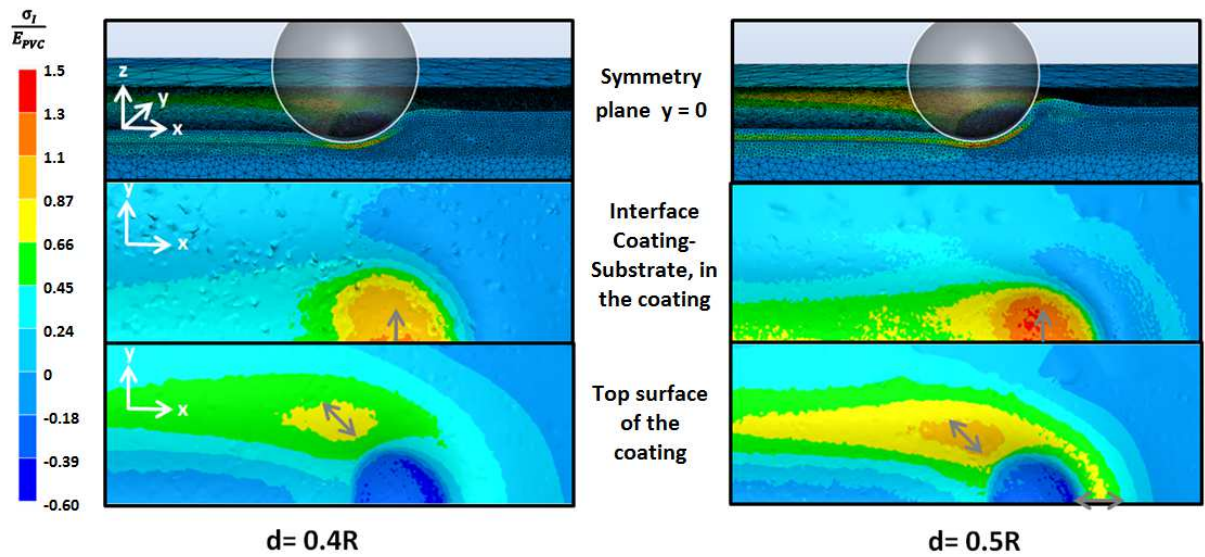 σ_I
E_PVC
1.5
1.3
1.1
0.87
0.66
0.45
0.24
0
-0.18
-0.39
-0.60
z
y
x
Symmetry
plane y = 0
y
x
Interface
Coating-
Substrate, in
the coating
y
x
Top surface
of the
coating
d= 0.4R
d= 0.5R